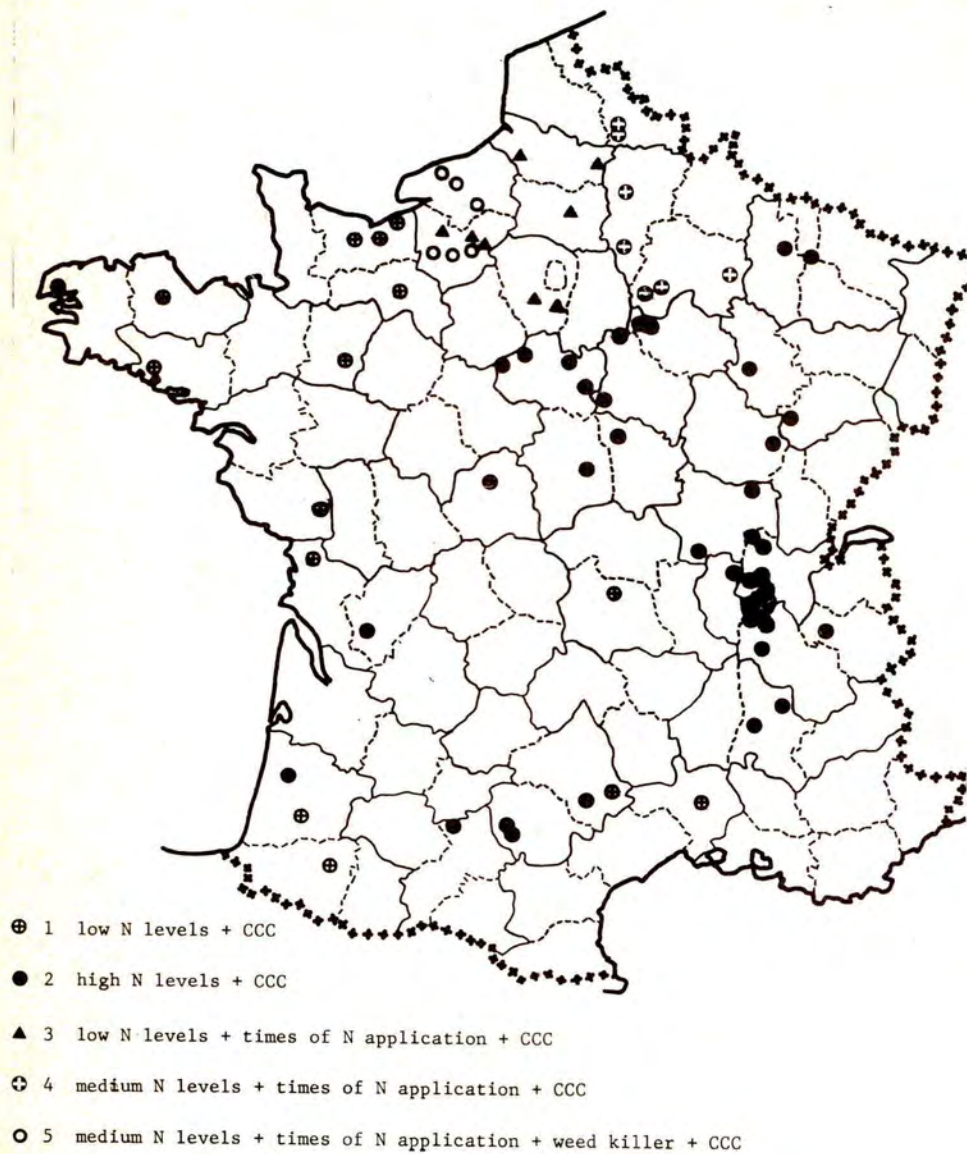 ⊕ 1 low N levels + CCC
● 2 high N levels + CCC
▲ 3 low N levels + times of N application + CCC
✪ 4 medium N levels + times of N application + CCC
○ 5 medium N levels + times of N application + weed killer + CCC